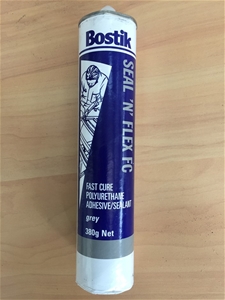 Bostik
SEAL 'N' FLEX FC
FAST CURE
POLYURETHANE
ADHESIVE/SEALANT
grey
380g Net